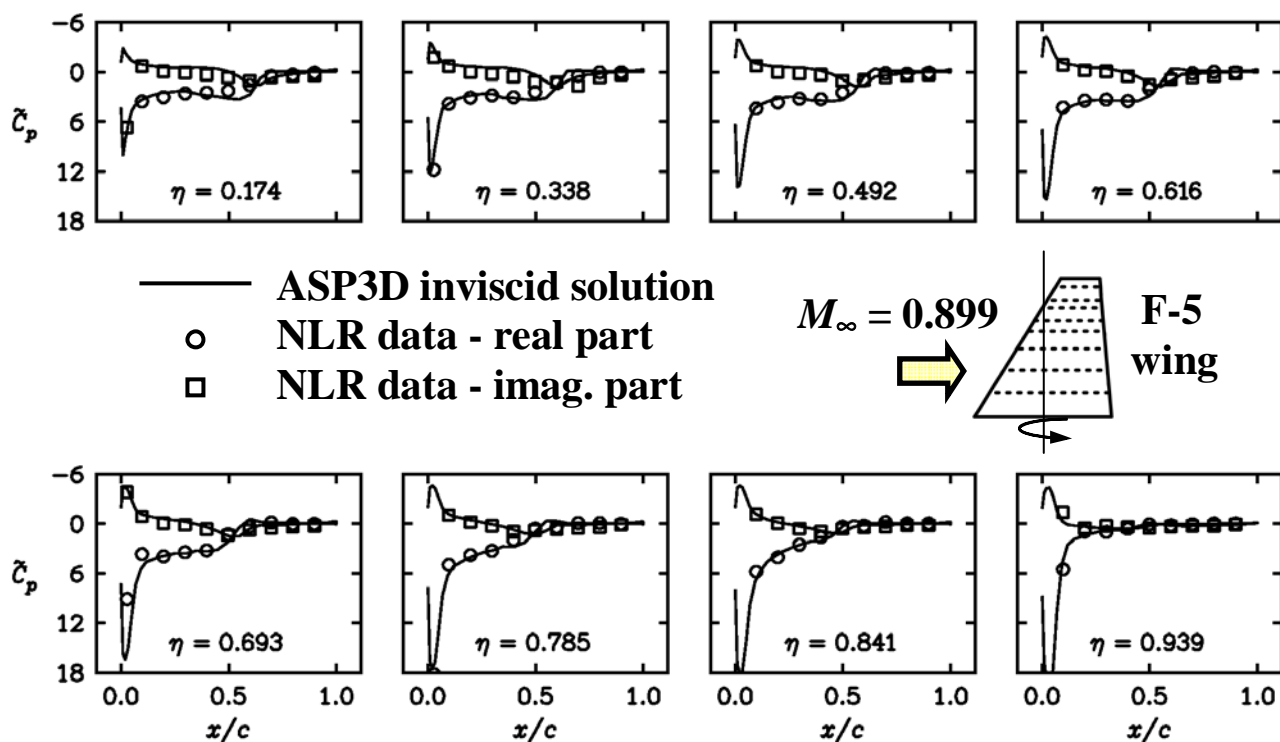 −6
0
6
12
18
C̃p
η = 0.174
η = 0.338
η = 0.492
η = 0.616
ASP3D inviscid solution
NLR data - real part
NLR data - imag. part
M∞ = 0.899
F-5
wing
−6
0
6
12
18
C̃p
η = 0.693
η = 0.785
η = 0.841
η = 0.939
0.0 0.5 1.0
x/c
0.0 0.5 1.0
x/c
0.0 0.5 1.0
x/c
0.0 0.5 1.0
x/c